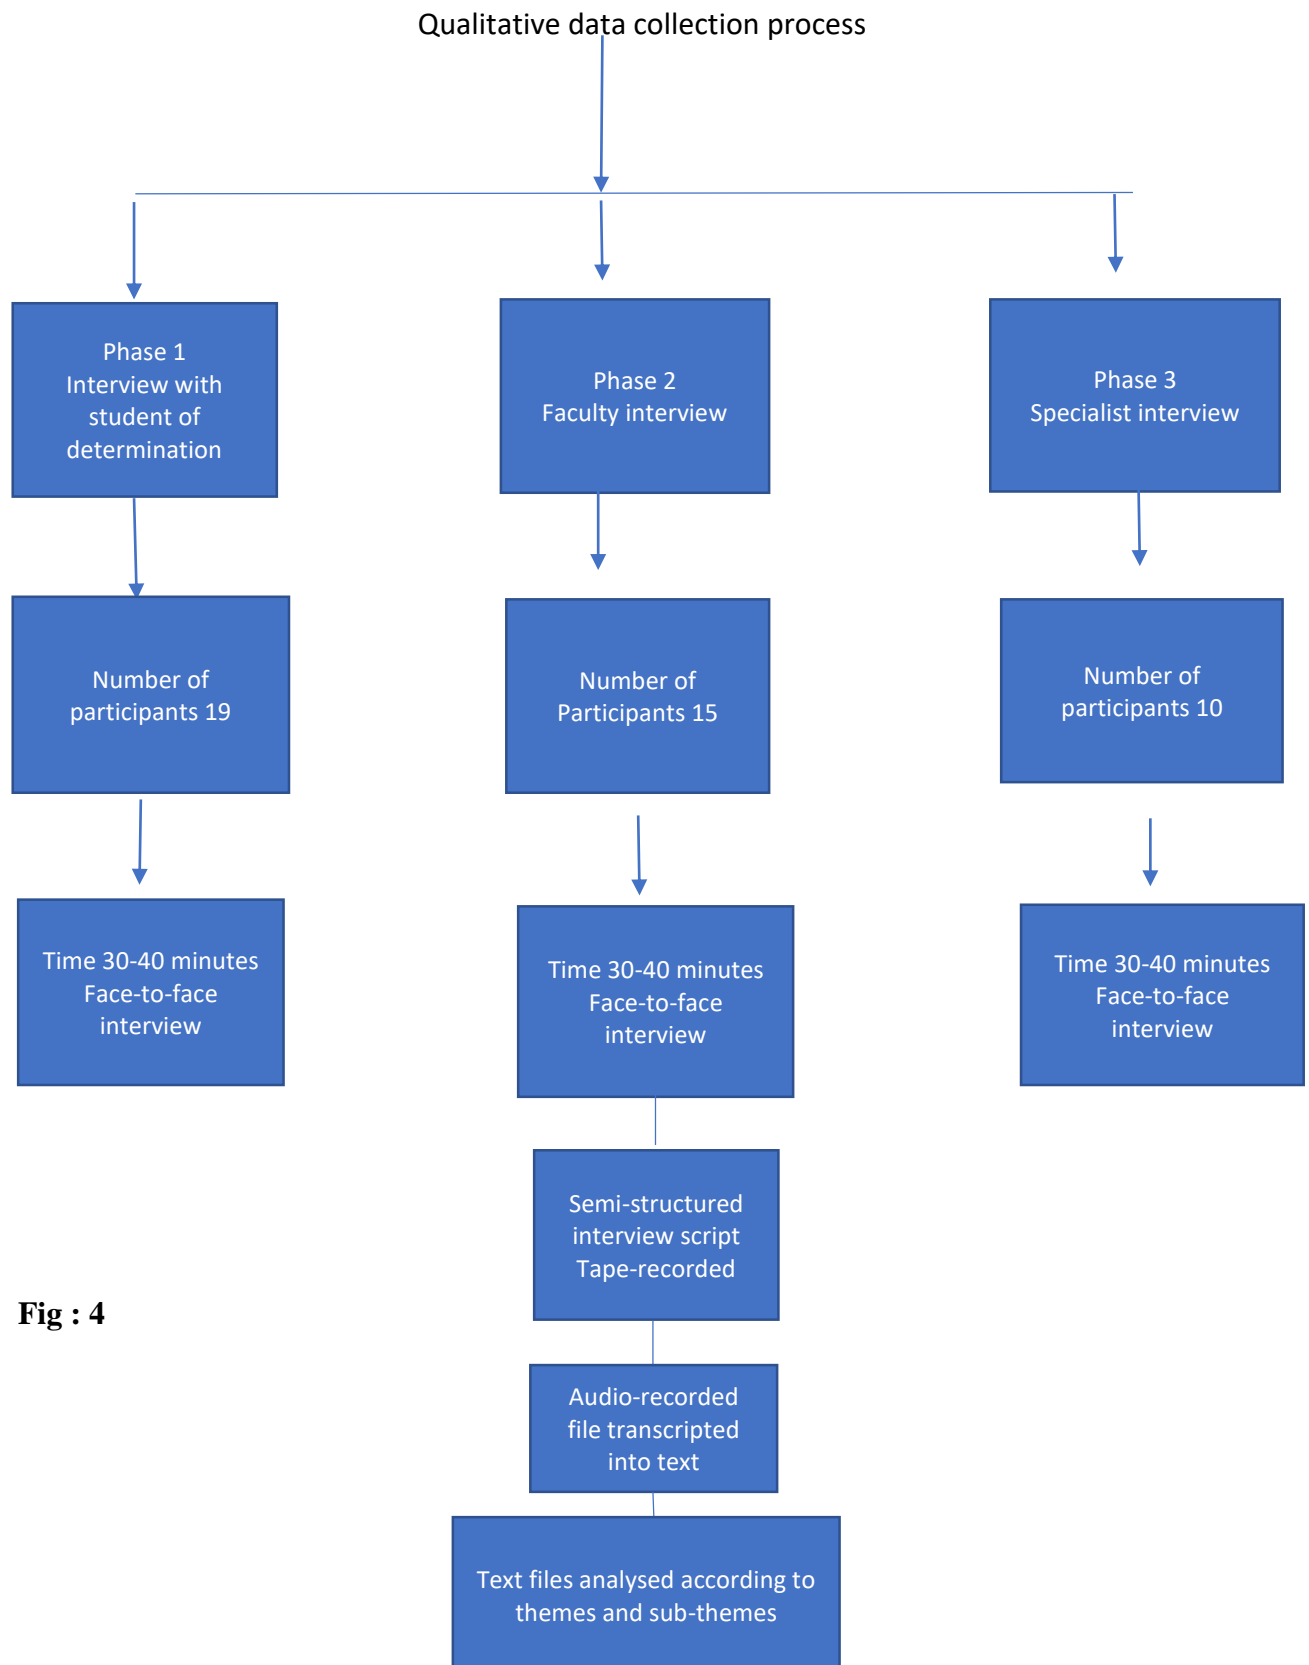 Qualitative data collection process
Phase 1
Interview with
student of
determination
Phase 2
Faculty interview
Phase 3
Specialist interview
Number of
participants 19
Number of
Participants 15
Number of
participants 10
Time 30-40 minutes
Face-to-face
interview
Time 30-40 minutes
Face-to-face
interview
Time 30-40 minutes
Face-to-face
interview
Semi-structured
interview script
Tape-recorded
Fig : 4
Audio-recorded
file transcripted
into text
Text files analysed according to
themes and sub-themes